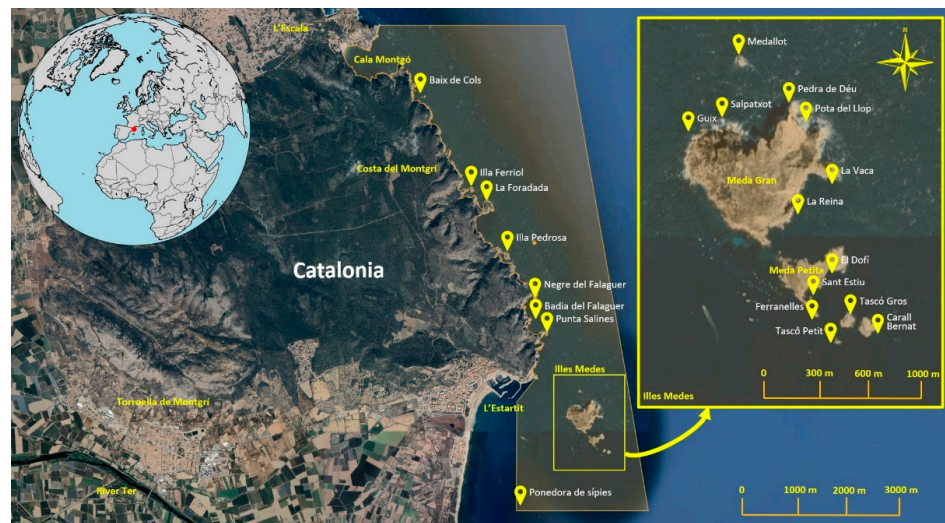 L'Escala
Cala Montgó
Baix de Cols
Costa del Montgrí
Illa Ferriol
La Foradada
Illa Pedrosa
Catalonia
Negre del Falaguer
Badia del Falaguer
Punta Salines
Illes Medes
L'Estartit
Torroella de Montgrí
River Ter
Ponedora de sípies
0 1000 m 2000 m 3000 m
N
Medallot
Pedra de Déu
Salpatxot
Pota del Llop
Guix
Meda Gran
La Vaca
La Reina
El Dofí
Meda Petita
Sant Estiu
Ferranelles
Tascó Gros
Carall
Bernat
Tascó Petit
0 300 m 600 m 1000 m
Illes Medes